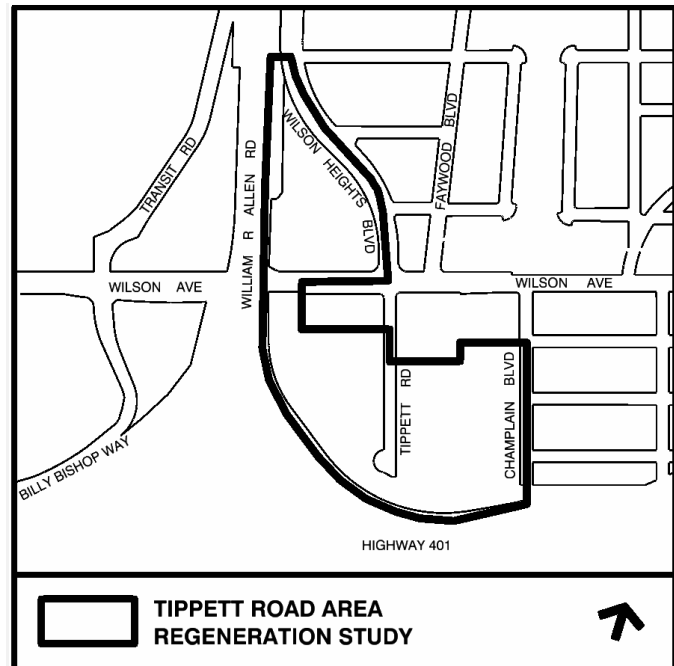 TRANSIT RD
WILLIAM R ALLEN RD
WILSON HEIGHTS BLVD
FAYWOOD BLVD
WILSON AVE
WILSON AVE
BILLY BISHOP WAY
TIPPETT RD
CHAMPLAIN BLVD
HIGHWAY 401
TIPPETT ROAD AREA
REGENERATION STUDY